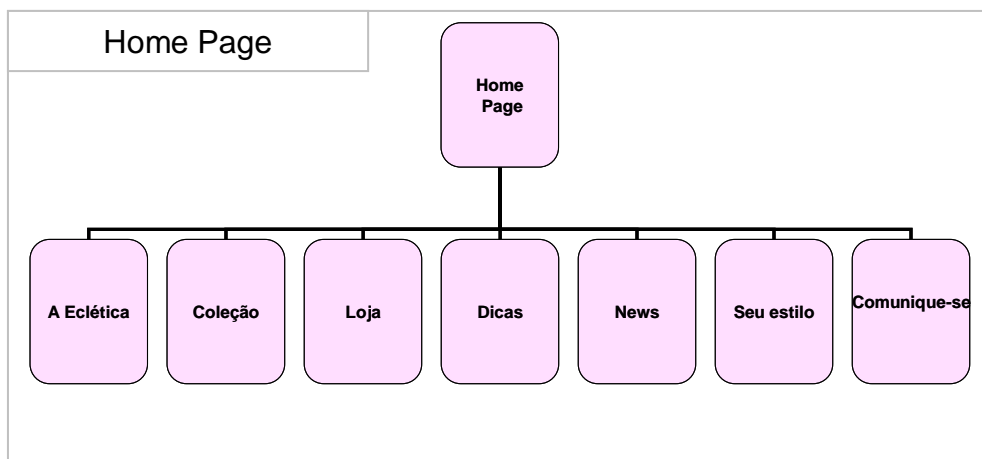 Home Page
Home
Page
A Eclética
Coleção
Loja
Dicas
News
Seu estilo
Comunique-se